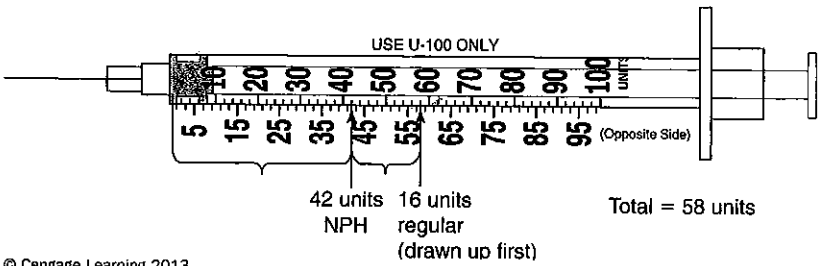 USE U-100 ONLY
10 20 30 40 50 60 70 80 90 100 UNITS
5 15 25 35 45 55 65 75 85 95 (Opposite Side)
42 units 16 units
NPH regular
(drawn up first)
Total = 58 units
© Cengage Learning 2013